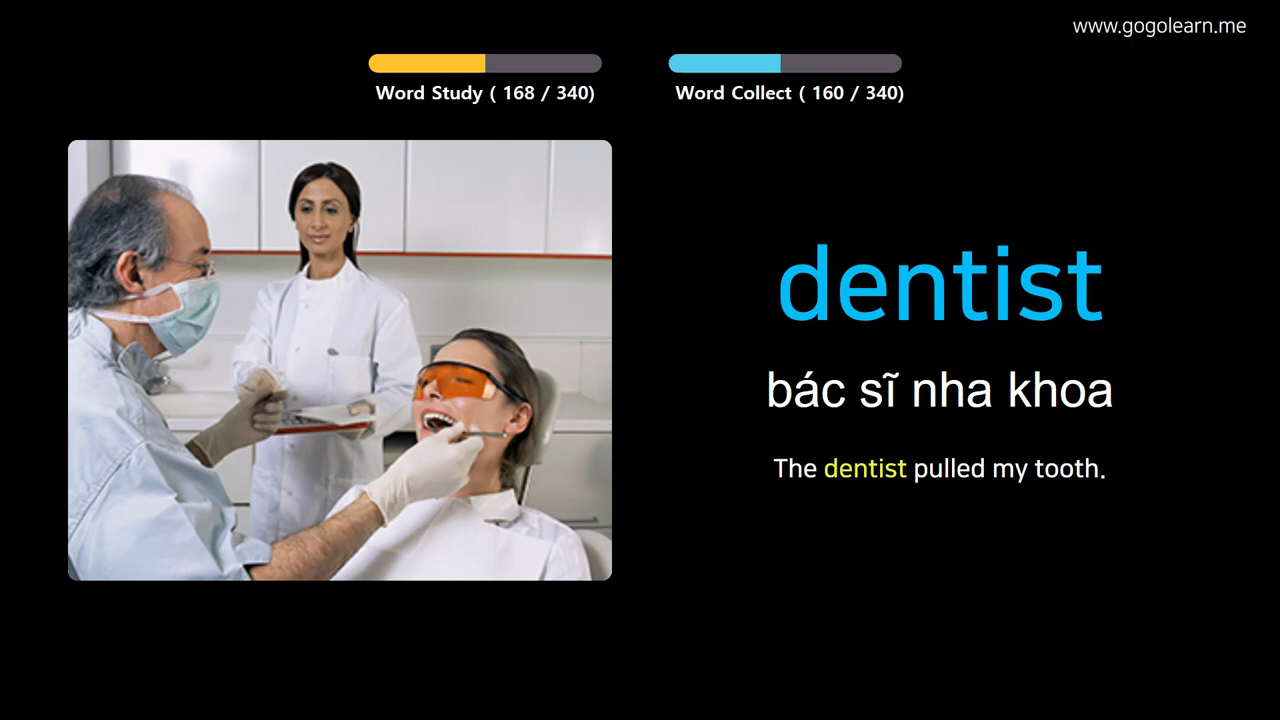 www.gogolearn.me
Word Study ( 168 / 340)
Word Collect ( 160 / 340)
dentist
bác sĩ nha khoa
The dentist pulled my tooth.